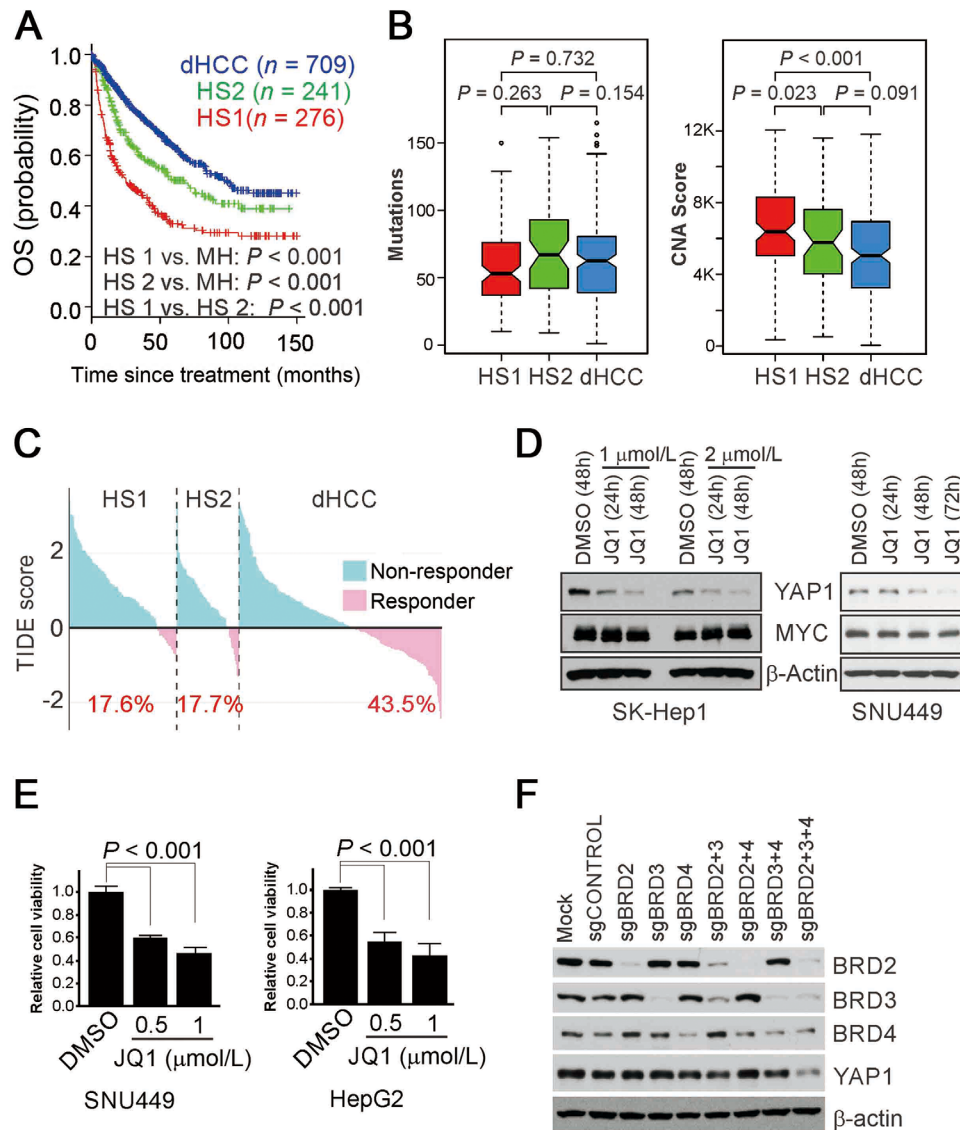 A
OS (probability)
1.0
0.8
0.6
0.4
0.2
0.0
dHCC (n = 709)
HS2 (n = 241)
HS1(n = 276)
HS 1 vs. MH: P < 0.001
HS 2 vs. MH: P < 0.001
HS 1 vs. HS 2: P < 0.001
0 50 100 150
Time since treatment (months)
B
Mutations
150
100
50
0
P = 0.732
P = 0.263 P = 0.154
HS1 HS2 dHCC
CNA Score
12K
8K
4K
0
P < 0.001
P = 0.023 P = 0.091
HS1 HS2 dHCC
C
TIDE score
2
0
-2
HS1 HS2 dHCC
Non-responder
Responder
17.6% 17.7% 43.5%
D
1 μmol/L 2 μmol/L
DMSO (48h)
JQ1 (24h)
JQ1 (48h)
DMSO (48h)
JQ1 (24h)
JQ1 (48h)
DMSO (48h)
JQ1 (24h)
JQ1 (48h)
JQ1 (72h)
YAP1
MYC
β-Actin
SK-Hep1 SNU449
E
Relative cell viability
1.0
0.8
0.6
0.4
0.2
0.0
P < 0.001
DMSO 0.5 1
JQ1 (μmol/L)
SNU449
Relative cell viability
1.0
0.8
0.6
0.4
0.2
0.0
P < 0.001
DMSO 0.5 1
JQ1 (μmol/L)
HepG2
F
Mock
sgCONTROL
sgBRD2
sgBRD3
sgBRD4
sgBRD2+3
sgBRD2+4
sgBRD3+4
sgBRD2+3+4
BRD2
BRD3
BRD4
YAP1
β-actin